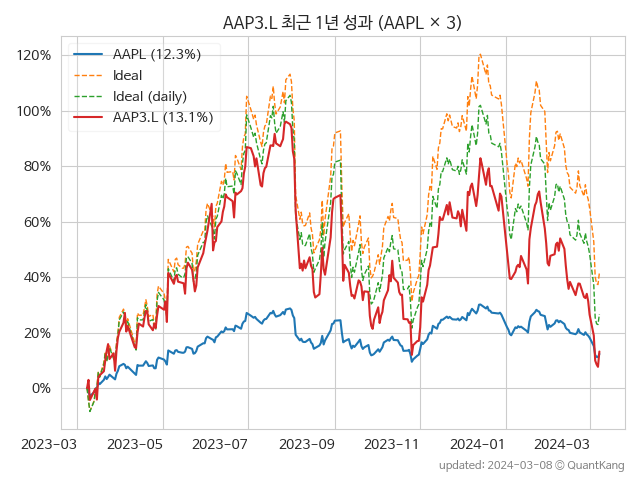 AAP3.L 최근 1년 성과 (AAPL × 3)
AAPL (12.3%)
Ideal
Ideal (daily)
AAP3.L (13.1%)
120%
100%
80%
60%
40%
20%
0%
2023-03 2023-05 2023-07 2023-09 2023-11 2024-01 2024-03
updated: 2024-03-08 © QuantKang